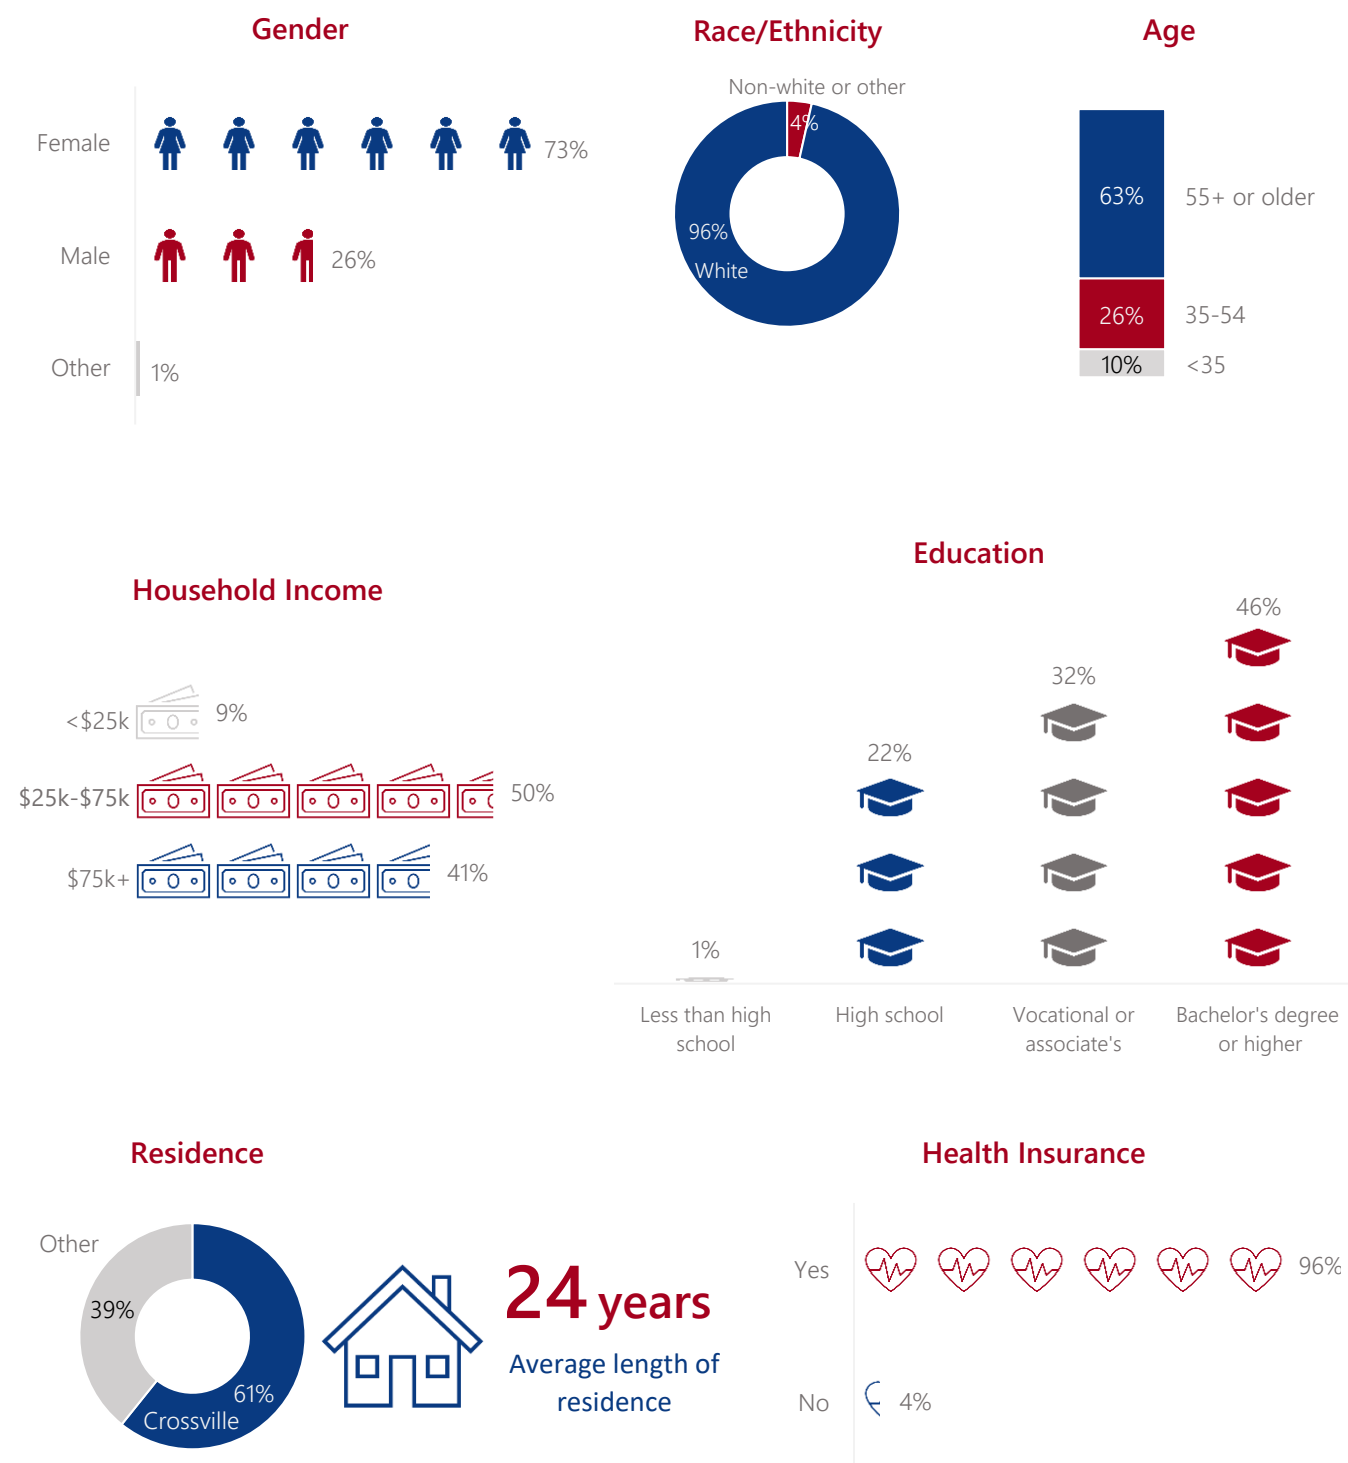 Gender
Female
73%
Male
26%
Other
1%
Race/Ethnicity
Non-white or other
4%
96%
White
Age
63%
55+ or older
26%
35-54
10%
<35
Household Income
<$25k
9%
$25k-$75k
50%
$75k+
41%
Education
1%
22%
32%
46%
Less than high
school
High school
Vocational or
associate's
Bachelor's degree
or higher
Residence
Other
39%
61%
Crossville
24 years
Average length of
residence
Health Insurance
Yes
96%
No
4%